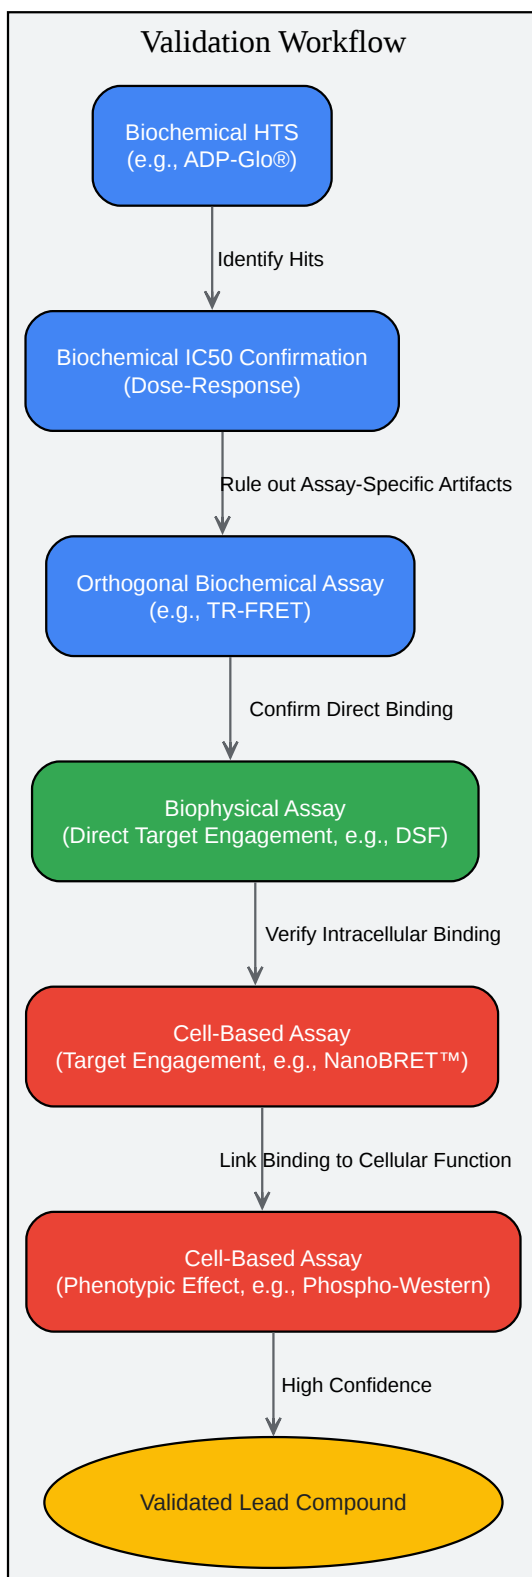 Validation Workflow
Biochemical HTS
(e.g., ADP-Glo®)
Identify Hits
Biochemical IC50 Confirmation
(Dose-Response)
Rule out Assay-Specific Artifacts
Orthogonal Biochemical Assay
(e.g., TR-FRET)
Confirm Direct Binding
Biophysical Assay
(Direct Target Engagement, e.g., DSF)
Verify Intracellular Binding
Cell-Based Assay
(Target Engagement, e.g., NanoBRET™)
Link Binding to Cellular Function
Cell-Based Assay
(Phenotypic Effect, e.g., Phospho-Western)
High Confidence
Validated Lead Compound